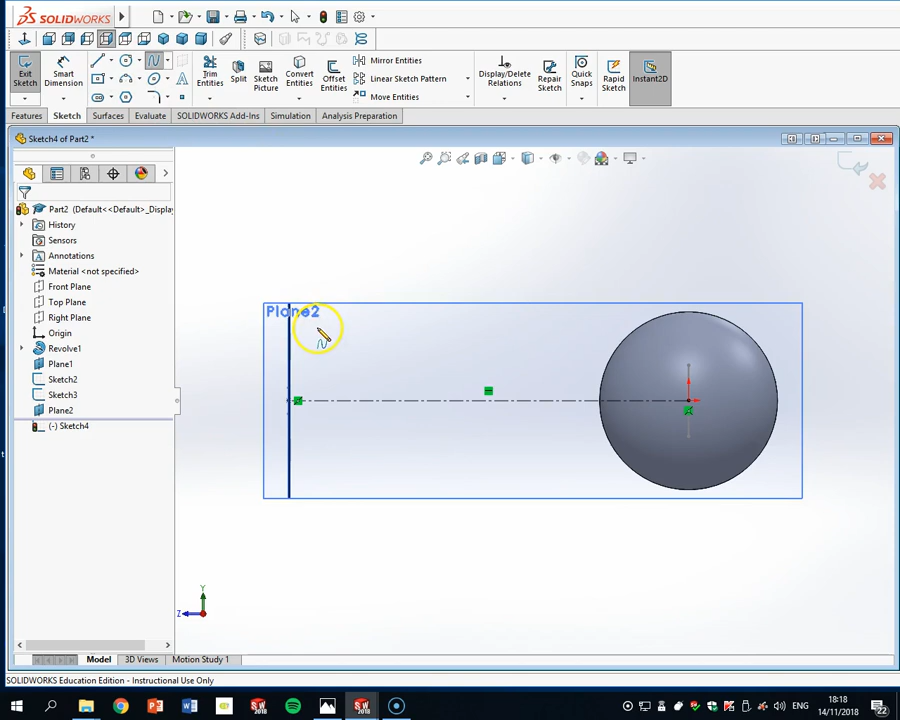 SOLIDWORKS
Exit Sketch
Smart Dimension
Trim Entities
Split
Sketch Picture
Convert Entities
Offset Entities
Mirror Entities
Linear Sketch Pattern
Move Entities
Display/Delete Relations
Repair Sketch
Quick Snaps
Rapid Sketch
Instant2D
Features
Sketch
Surfaces
Evaluate
SOLIDWORKS Add-Ins
Simulation
Analysis Preparation
Sketch4 of Part2 *
Part2 (Default<<Default>_Displa
History
Sensors
Annotations
Material <not specified>
Front Plane
Top Plane
Right Plane
Origin
Revolve1
Plane1
Sketch2
Sketch3
Plane2
(-) Sketch4
Plane2
Y
Z
Model
3D Views
Motion Study 1
SOLIDWORKS Education Edition - Instructional Use Only
ENG
18:18
14/11/2018
22